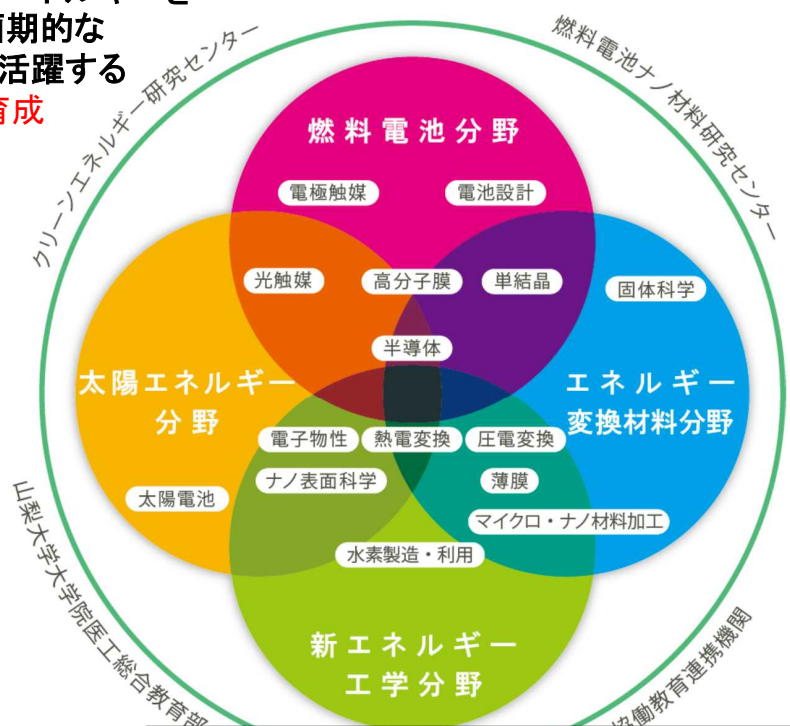 期的な
活躍する
育成
クリーンエネルギー研究センター
燃料電池ナノ材料研究センター
燃料電池分野
電極触媒
電池設計
光触媒
高分子膜
単結晶
固体科学
半導体
太陽エネルギー
分野
エネルギー
変換材料分野
電子物性
熱電変換
圧電変換
ナノ表面科学
薄膜
太陽電池
マイクロ・ナノ材料加工
水素製造・利用
新エネルギー
工学分野
山梨大学大学院医工総合教育部
協働教育連携機関